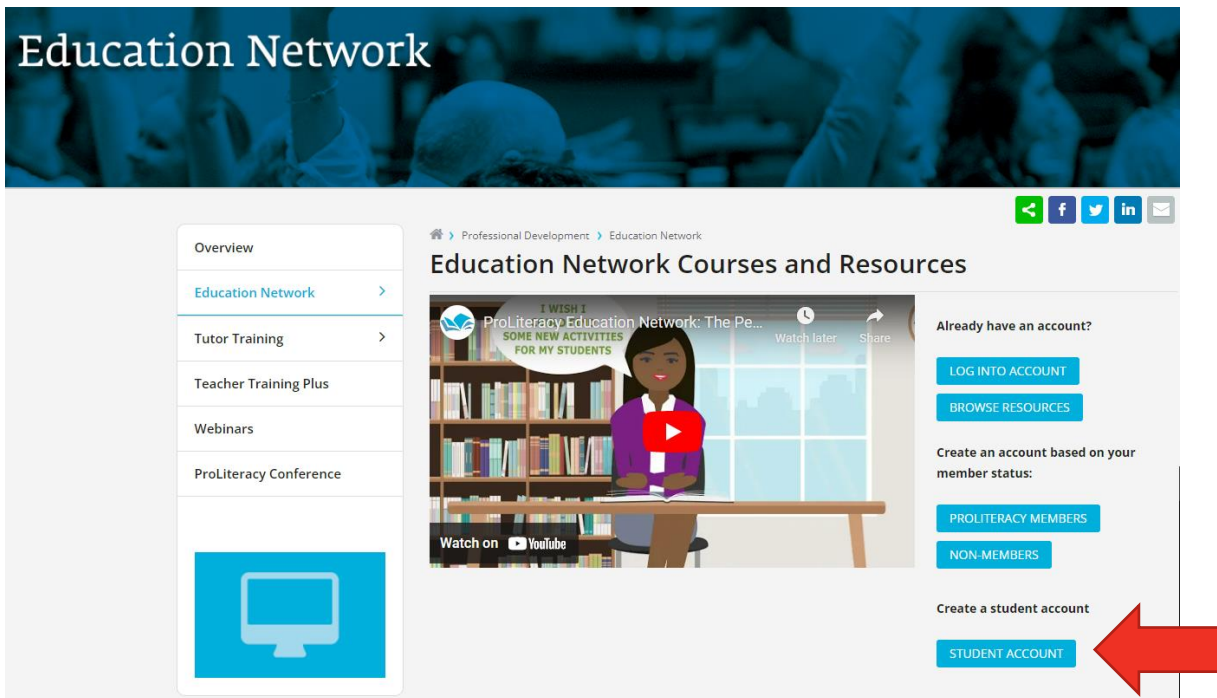 Education Network
Overview
Education Network
Tutor Training
Teacher Training Plus
Webinars
ProLiteracy Conference
Professional Development > Education Network
Education Network Courses and Resources
I WISH I
SOME NEW ACTIVITIES
FOR MY STUDENTS
ProLiteracy Education Network: The Pe...
Watch later
Share
Watch on YouTube
Already have an account?
LOG INTO ACCOUNT
BROWSE RESOURCES
Create an account based on your
member status:
PROLITERACY MEMBERS
NON-MEMBERS
Create a student account
STUDENT ACCOUNT